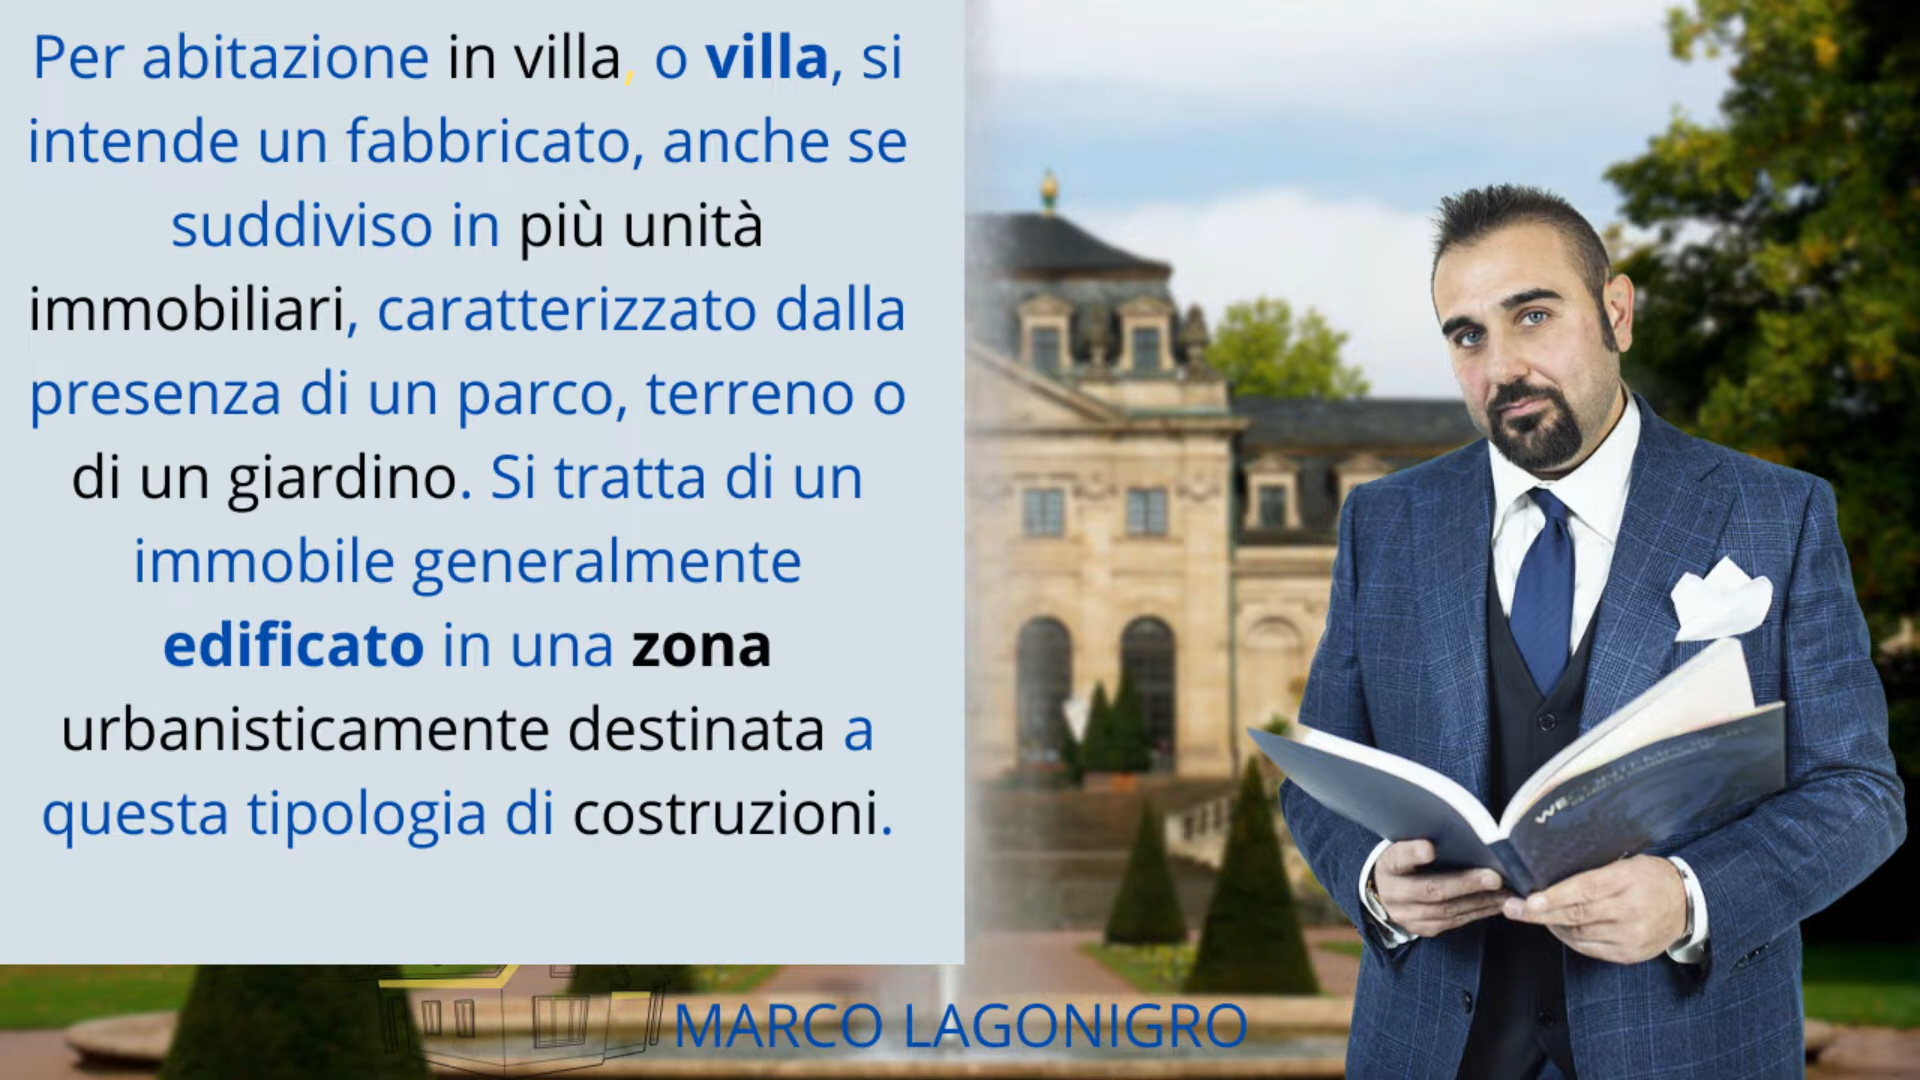 Per abitazione in villa, o villa, si
intende un fabbricato, anche se
suddiviso in più unità
immobiliari, caratterizzato dalla
presenza di un parco, terreno o
di un giardino. Si tratta di un
immobile generalmente
edificato in una zona
urbanisticamente destinata a
questa tipologia di costruzioni.
MARCO LAGONIGRO